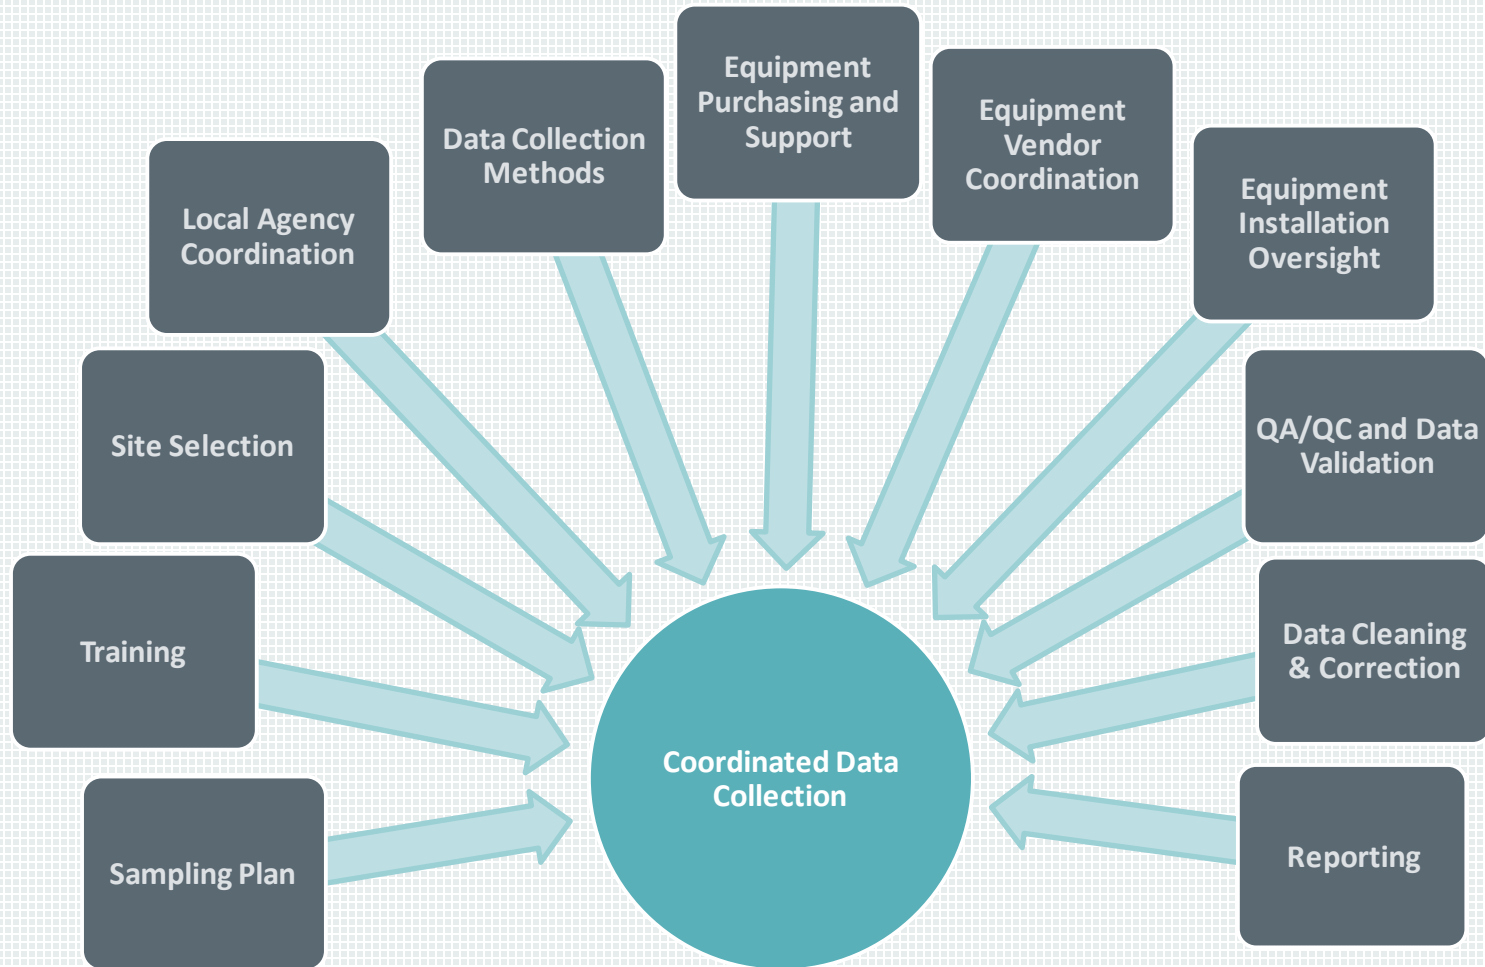 Equipment
Purchasing and
Support
Equipment
Vendor
Coordination
Data Collection
Methods
Equipment
Installation
Oversight
Local Agency
Coordination
Site Selection
QA/QC and Data
Validation
Training
Data Cleaning
& Correction
Coordinated Data
Collection
Sampling Plan
Reporting